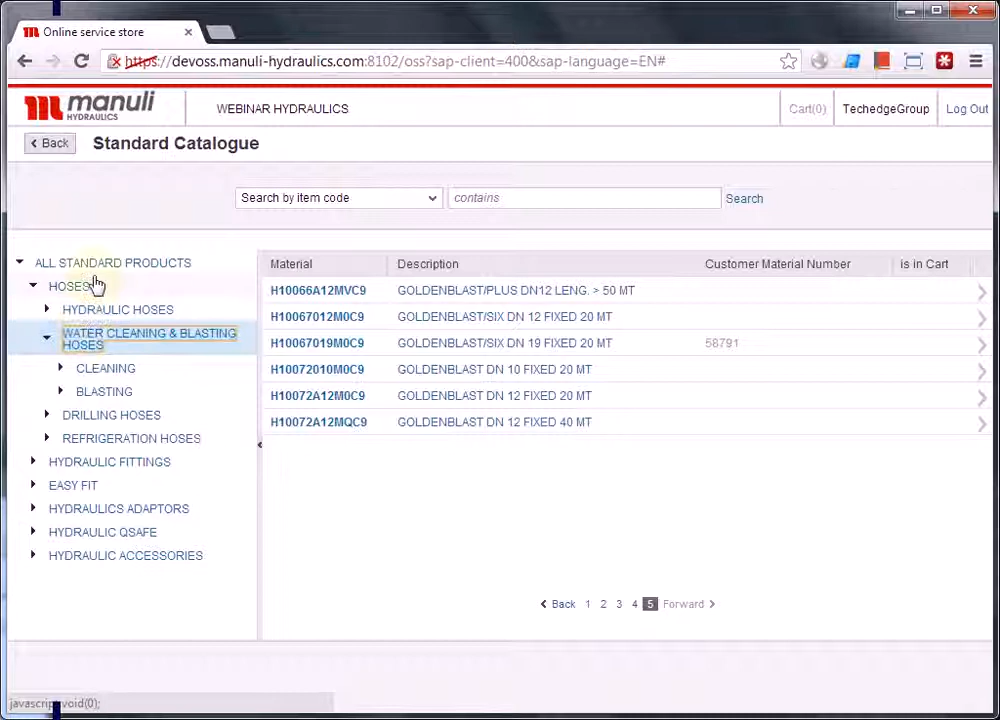 Online service store
https://devoss.manuli-hydraulics.com:8102/oss?sap-client=400&sap-language=EN#
manuli
HYDRAULICS
WEBINAR HYDRAULICS
Cart(0)
TechedgeGroup
Log Out
Back
Standard Catalogue
Search by item code
contains
Search
ALL STANDARD PRODUCTS
HOSES
HYDRAULIC HOSES
WATER CLEANING & BLASTING
HOSES
CLEANING
BLASTING
DRILLING HOSES
REFRIGERATION HOSES
HYDRAULIC FITTINGS
EASY FIT
HYDRAULICS ADAPTORS
HYDRAULIC QSAFE
HYDRAULIC ACCESSORIES
Material Description Customer Material Number is in Cart
H10066A12MVC9 GOLDENBLAST/PLUS DN12 LENG. > 50 MT
H10067012M0C9 GOLDENBLAST/SIX DN 12 FIXED 20 MT
H10067019M0C9 GOLDENBLAST/SIX DN 19 FIXED 20 MT 58791
H10072010M0C9 GOLDENBLAST DN 10 FIXED 20 MT
H10072A12M0C9 GOLDENBLAST DN 12 FIXED 20 MT
H10072A12MQC9 GOLDENBLAST DN 12 FIXED 40 MT
Back 1 2 3 4 5 Forward
javascript:void(0);